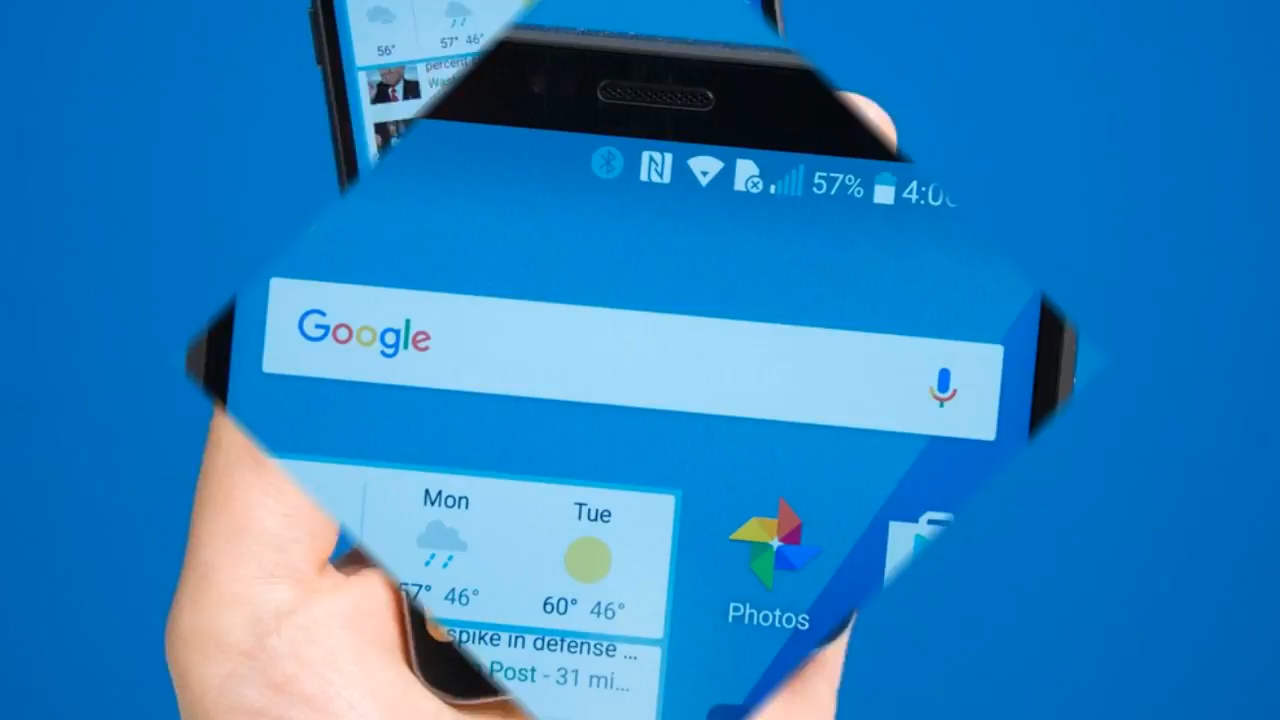 56°
57° 46°
percent
57% 4:0
Google
Mon Tue
57° 46° 60° 46°
Photos
spike in defense ...
Post - 31 mi...